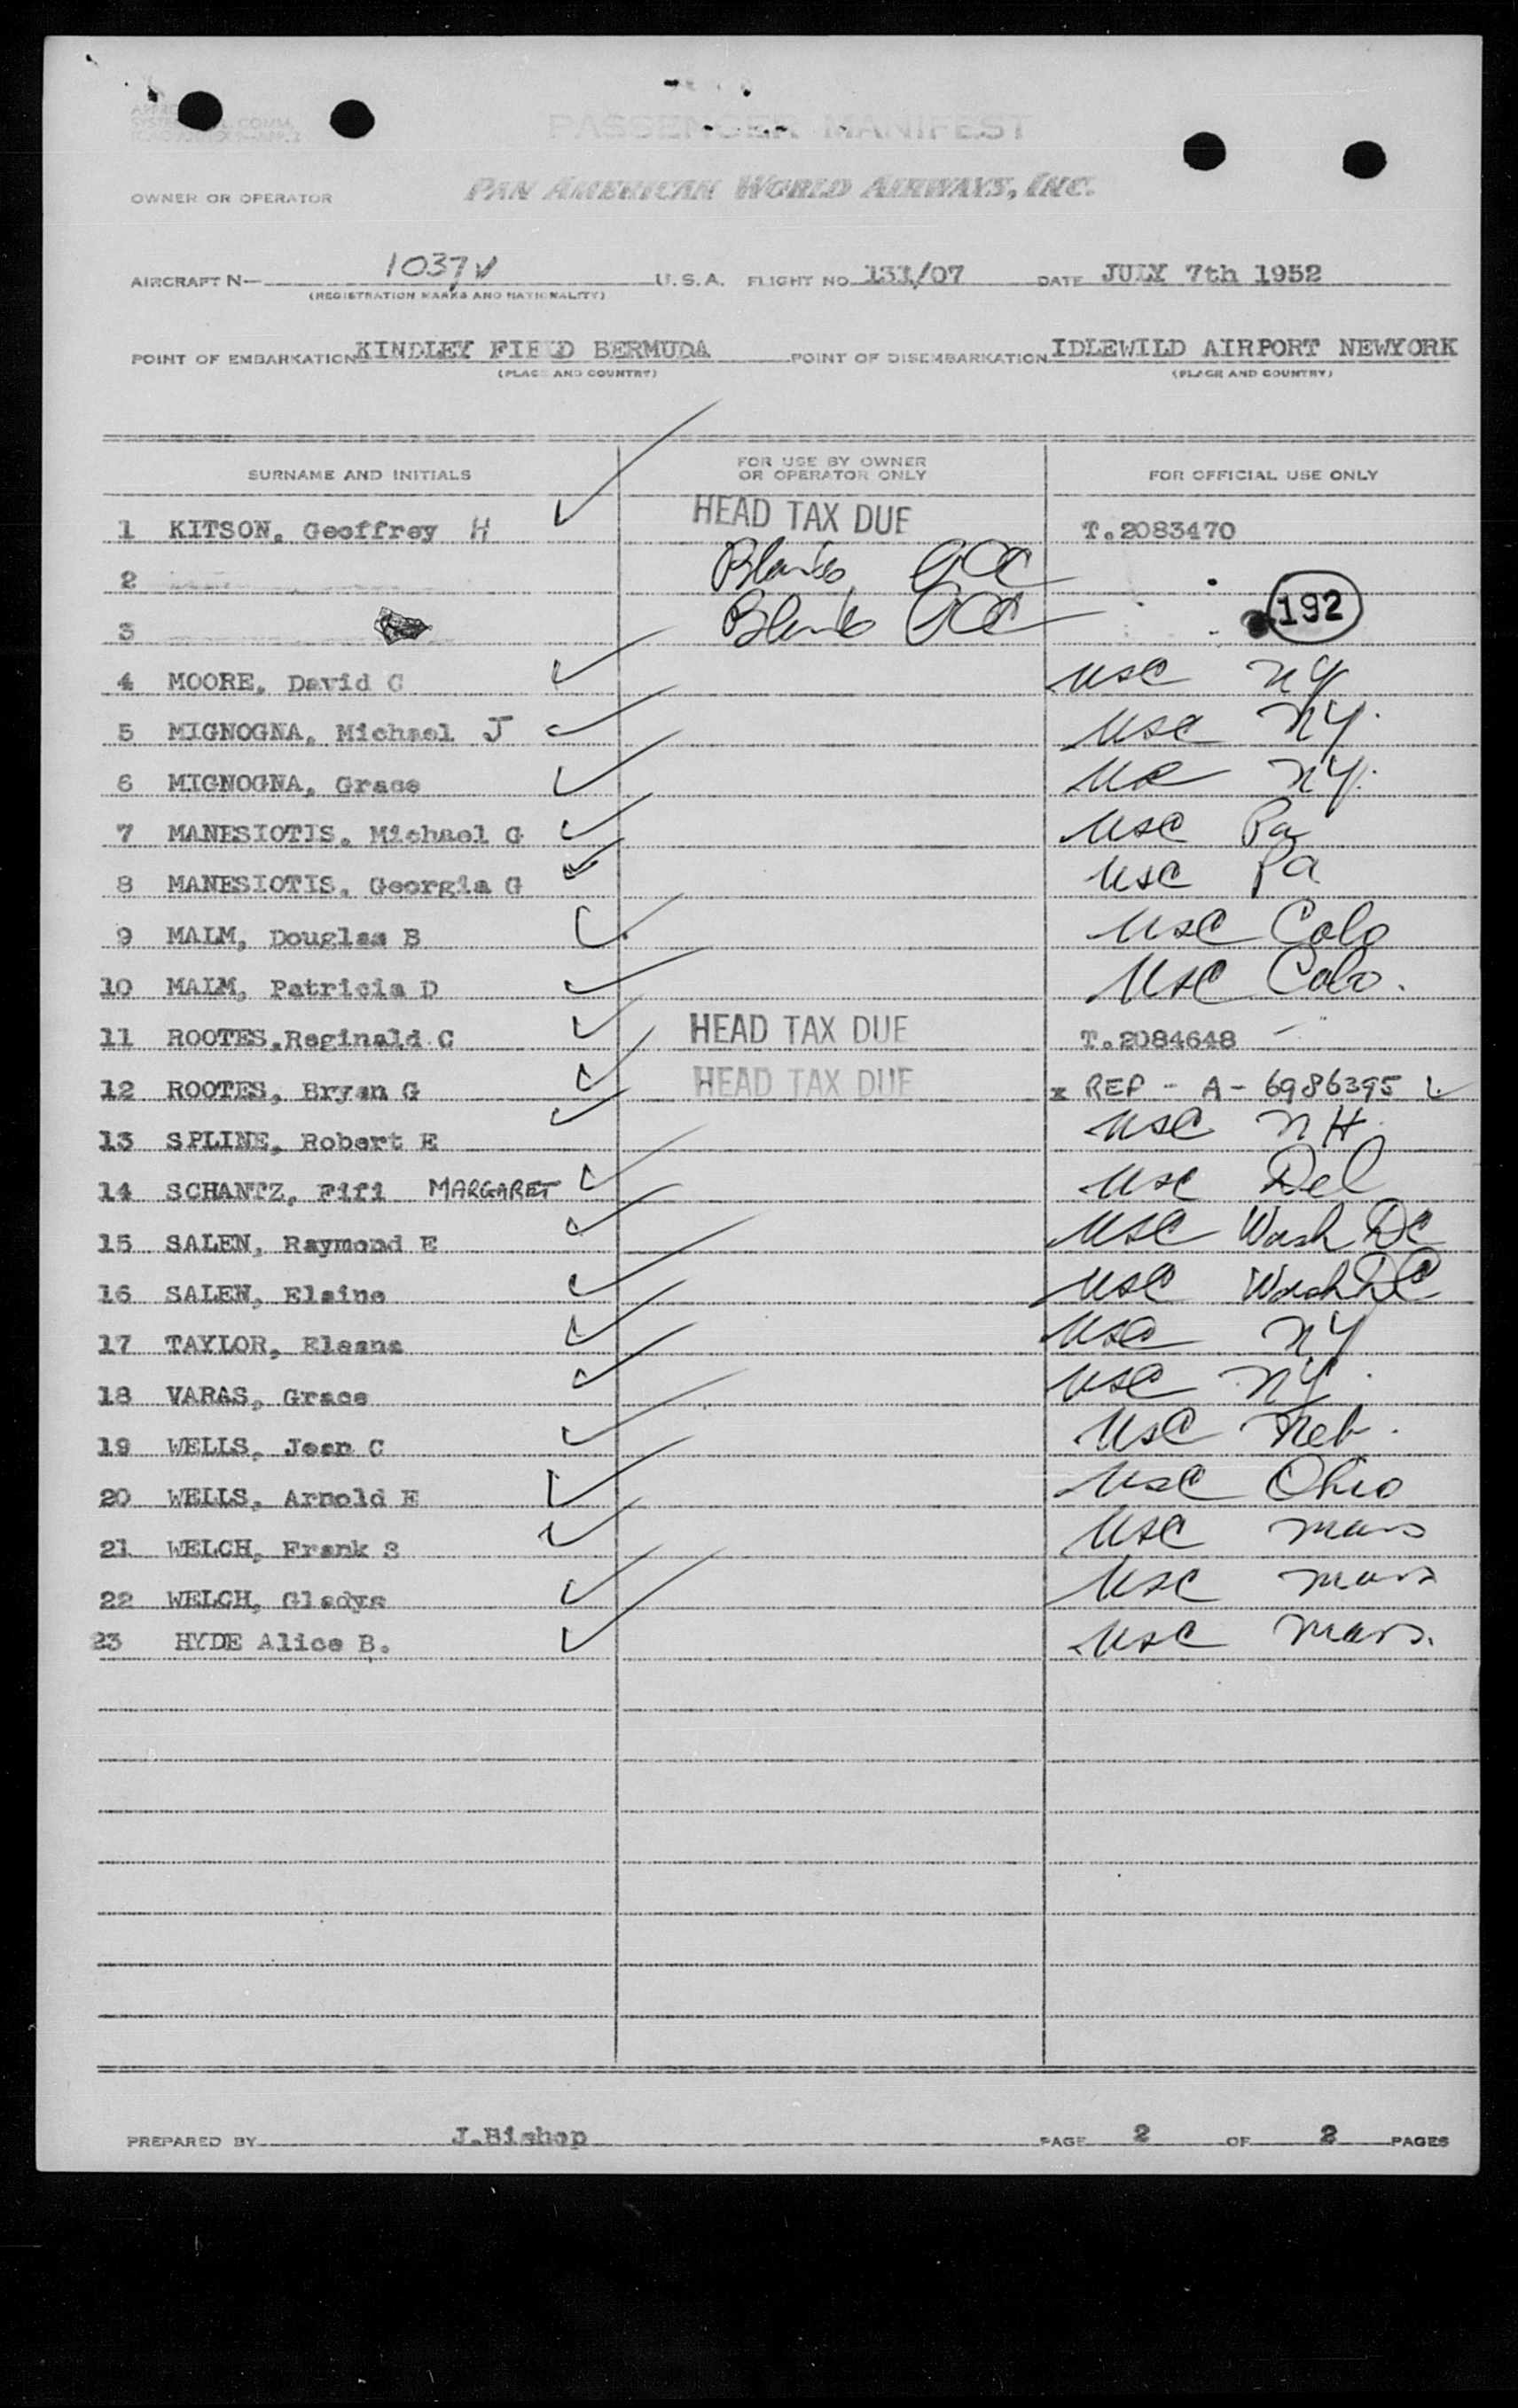 PASSENGER MANIFEST
OWNER OR OPERATOR PAN AMERICAN WORLD AIRWAYS, INC.
AIRCRAFT N— 1037V U.S.A. FLIGHT NO 131/07 DATE JULY 7th 1952
(REGISTRATION MARKS AND NATIONALITY)
POINT OF EMBARKATION KINDLEY FIELD BERMUDA POINT OF DISEMBARKATION IDLEWILD AIRPORT NEWYORK
(PLACE AND COUNTRY) (PLACE AND COUNTRY)
SURNAME AND INITIALS FOR USE BY OWNER OR OPERATOR ONLY FOR OFFICIAL USE ONLY
1 KITSON, Geoffrey H HEAD TAX DUE T.2083470
2 Blanks
3 Blanks 192
4 MOORE, David C USC NY
5 MIGNOGNA, Michael J USC NY.
6 MIGNOGNA, Grace USC NY.
7 MANESIOTIS, Michael G USC Pa
8 MANESIOTIS, Georgia G USC Pa
9 MALM, Douglas B USC Colo
10 MALM, Patricia D USC Colo.
11 ROOTES,Reginald C HEAD TAX DUE T.2084648
12 ROOTES, Bryan G HEAD TAX DUE x REP - A - 6986395
13 SPLINE, Robert E USC NH
14 SCHANTZ, Fifi MARGARET USC Del
15 SALEN, Raymond E USC Wash DC
16 SALEN, Elaine USC Wash DC
17 TAYLOR, USC NY
18 VARAS, Grace USC NY
19 WELLS, Jean C USC Neb.
20 WELLS, Arnold E USC Ohio
21 WELCH, Frank S USC Mass
22 WELCH, Gladys USC Mass
23 HYDE Alice B. USC Mass.
PREPARED BY J.Bishop PAGE 2 OF 2 PAGES